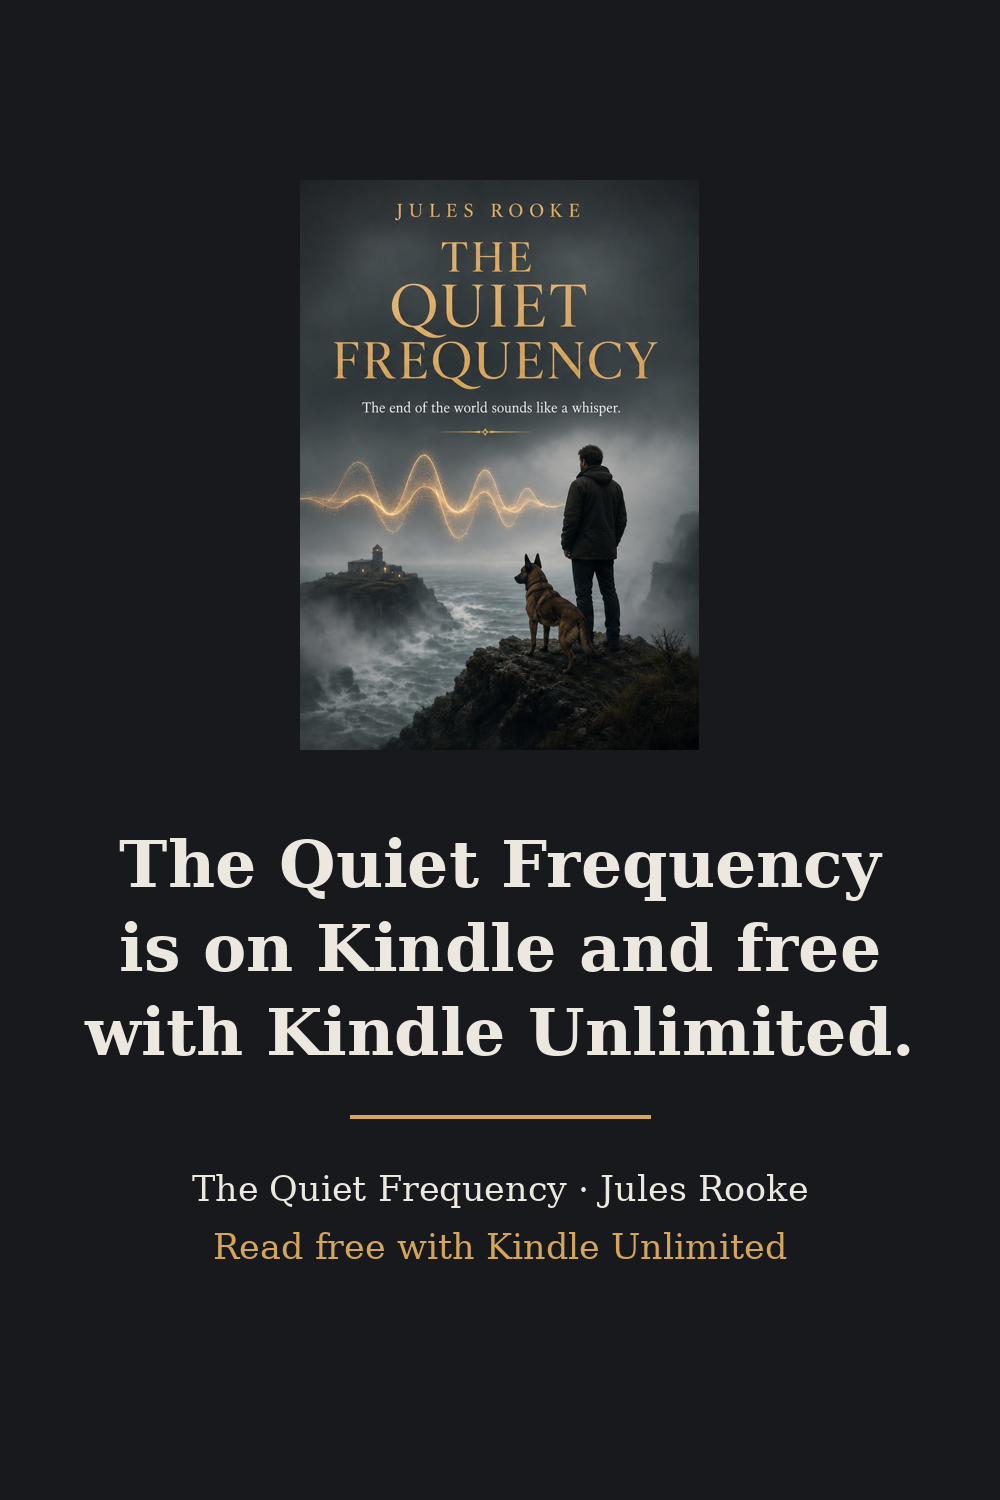 JULES ROOKE
THE
QUIET
FREQUENCY
The end of the world sounds like a whisper.
The Quiet Frequency
is on Kindle and free
with Kindle Unlimited.
The Quiet Frequency · Jules Rooke
Read free with Kindle Unlimited